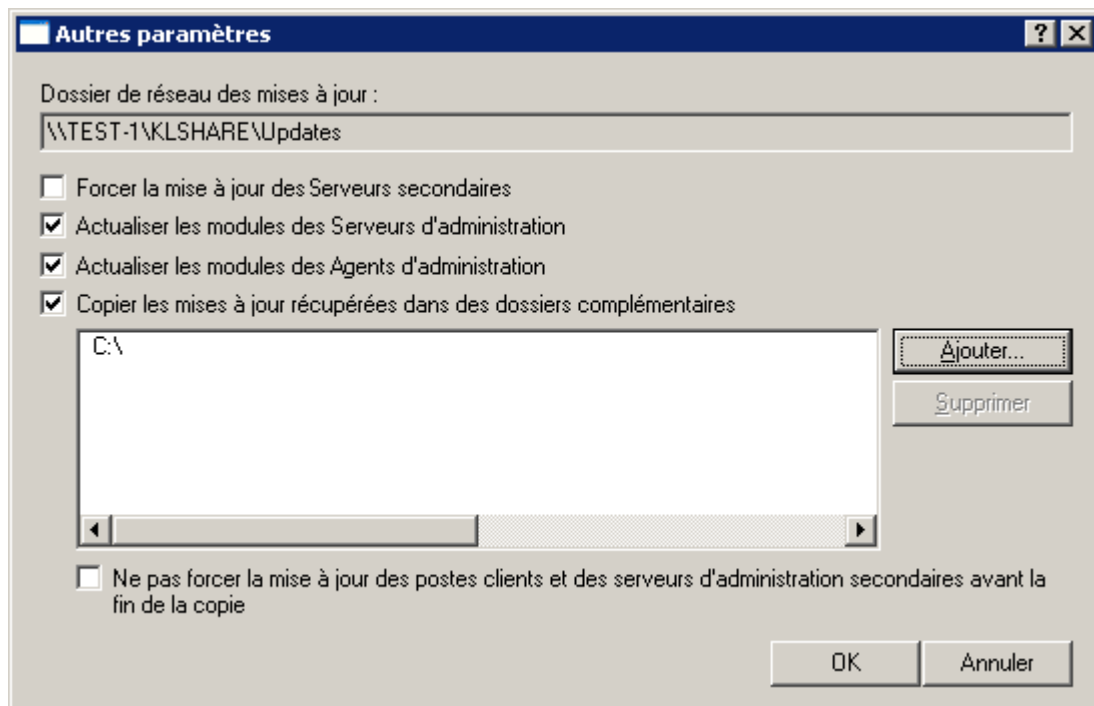 Autres paramètres
Dossier de réseau des mises à jour :
\\TEST-1\KLSHARE\Updates
Forcer la mise à jour des Serveurs secondaires
Actualiser les modules des Serveurs d'administration
Actualiser les modules des Agents d'administration
Copier les mises à jour récupérées dans des dossiers complémentaires
C:\
Ajouter...
Supprimer
Ne pas forcer la mise à jour des postes clients et des serveurs d'administration secondaires avant la
fin de la copie
OK
Annuler